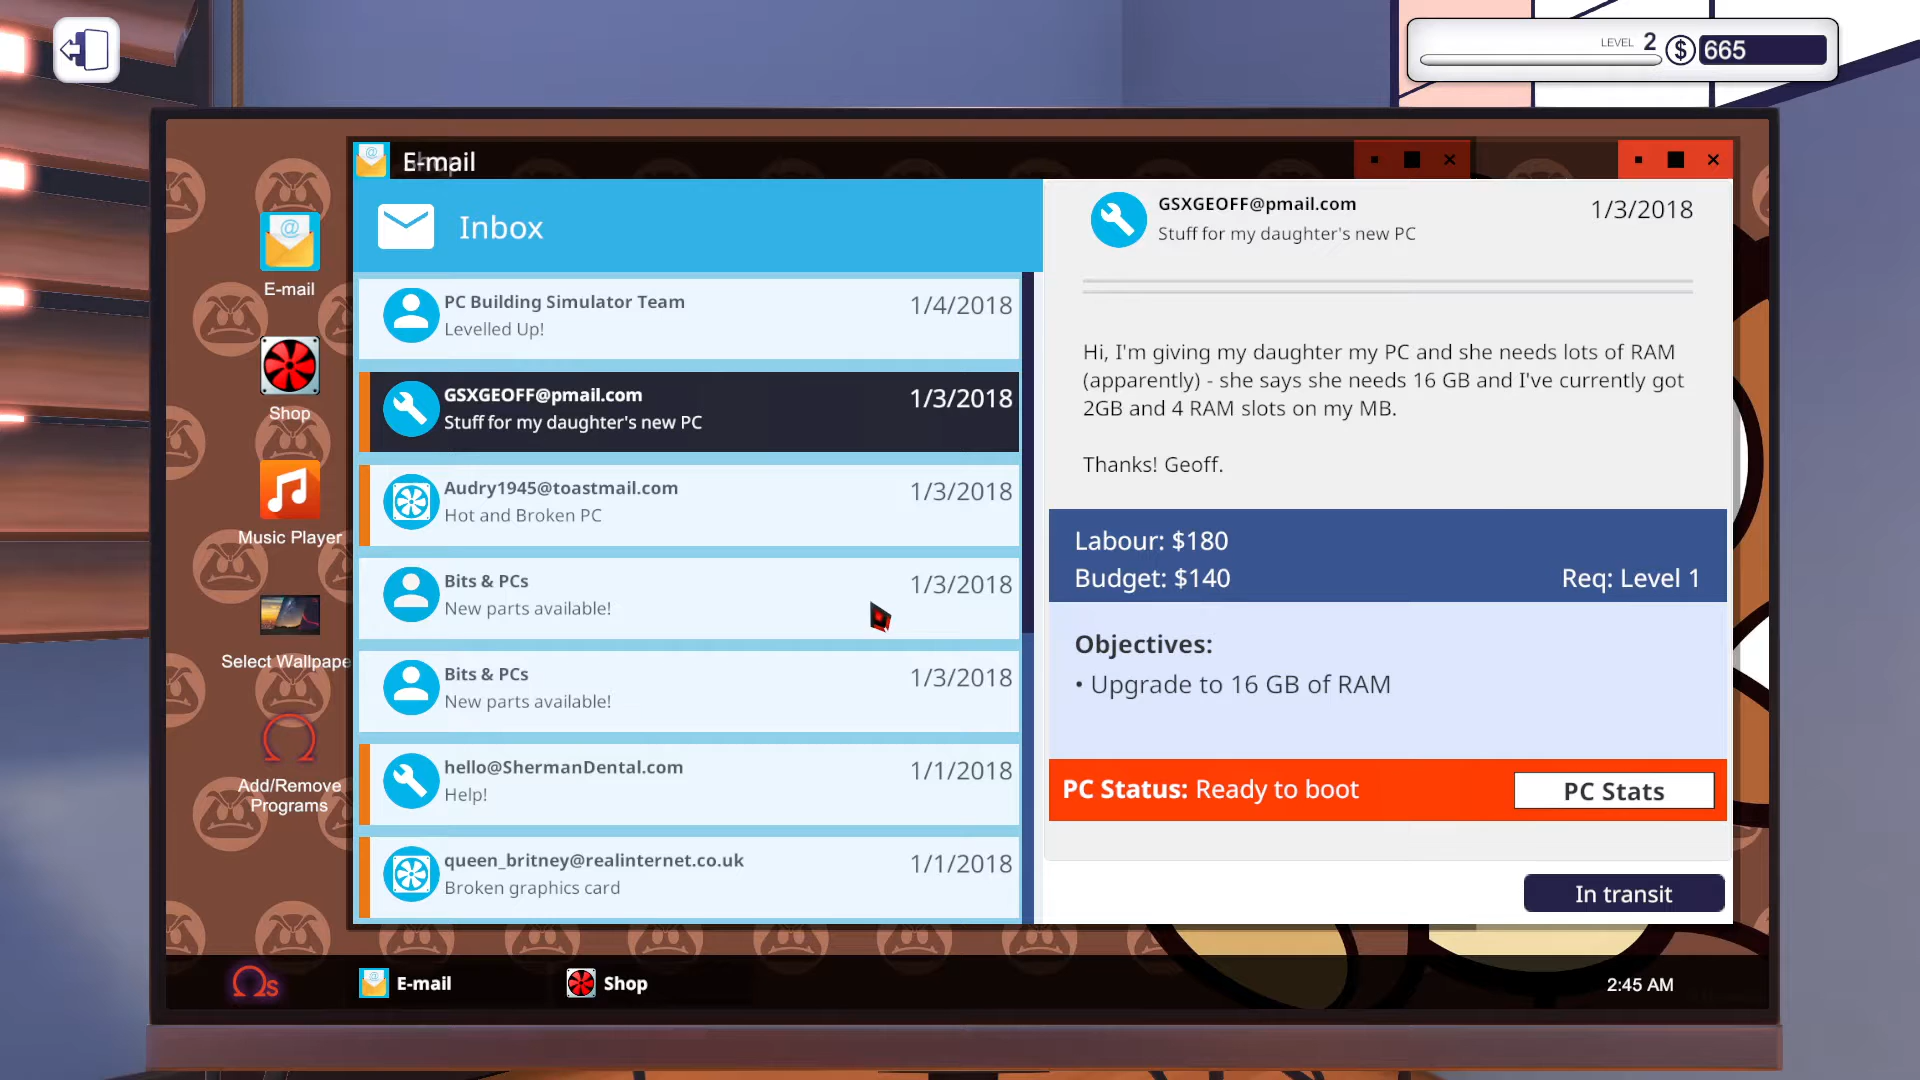 LEVEL 2 $ 665
E-mail
Inbox
PC Building Simulator Team 1/4/2018
Levelled Up!
GSXGEOFF@pmail.com 1/3/2018
Stuff for my daughter's new PC
Audry1945@toastmail.com 1/3/2018
Hot and Broken PC
Bits & PCs 1/3/2018
New parts available!
Bits & PCs 1/3/2018
New parts available!
hello@ShermanDental.com 1/1/2018
Help!
queen_britney@realinternet.co.uk 1/1/2018
Broken graphics card
GSXGEOFF@pmail.com 1/3/2018
Stuff for my daughter's new PC
Hi, I'm giving my daughter my PC and she needs lots of RAM
(apparently) - she says she needs 16 GB and I've currently got
2GB and 4 RAM slots on my MB.
Thanks! Geoff.
Labour: $180
Budget: $140 Req: Level 1
Objectives:
• Upgrade to 16 GB of RAM
PC Status: Ready to boot PC Stats
In transit
E-mail
Shop
Music Player
Select Wallpape
Add/Remove
Programs
Ωs E-mail Shop 2:45 AM